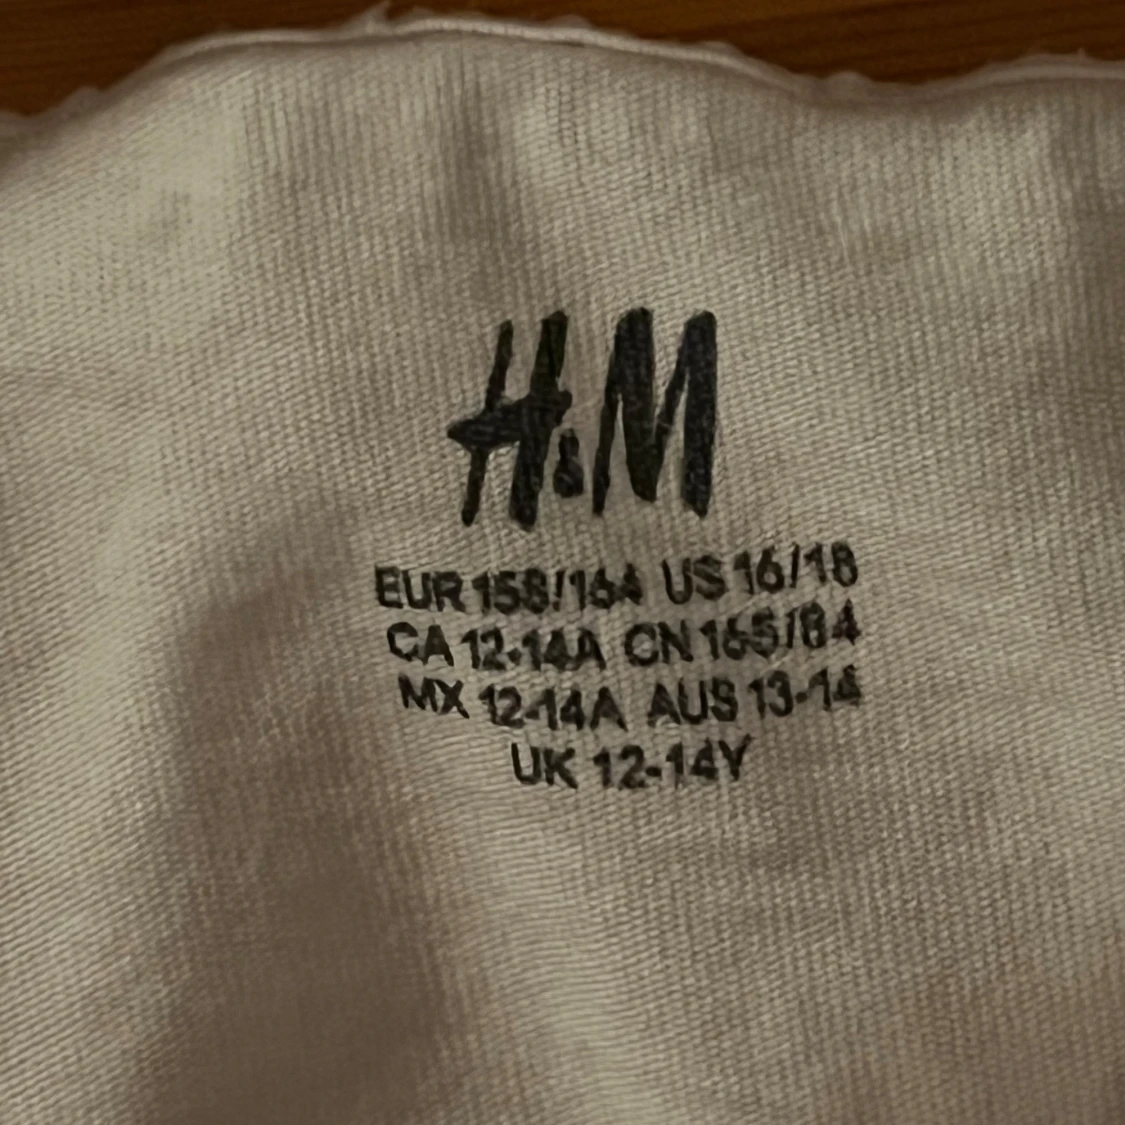 H&M
EUR 158/164 US 16/18
CA 12-14A CN 165/84
MX 12-14A AUS 13-14
UK 12-14Y